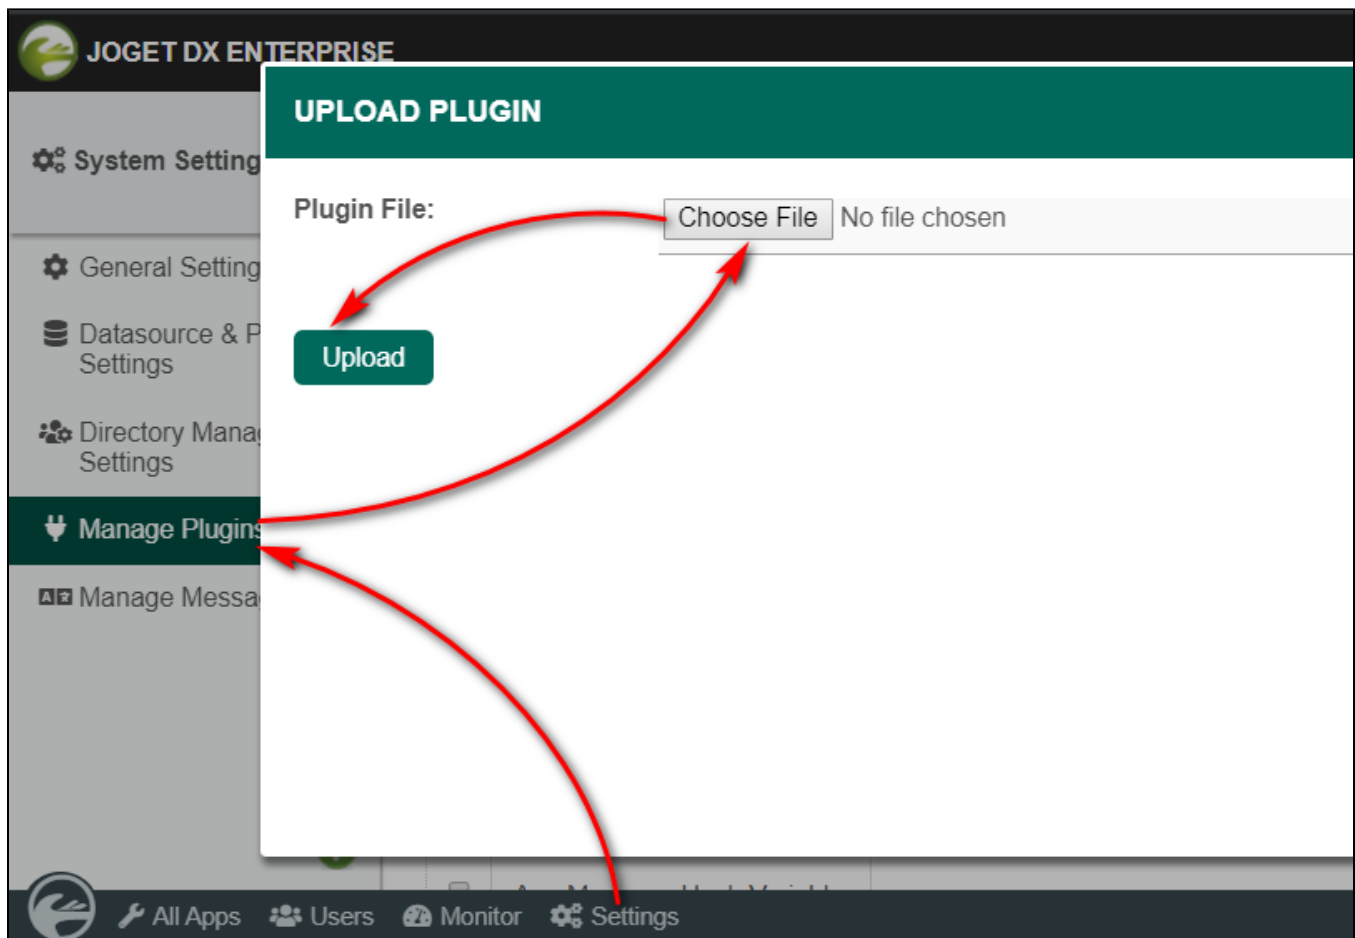 JOGET DX ENTERPRISE
UPLOAD PLUGIN
System Setting
Plugin File:
Choose File No file chosen
General Setting
Datasource & P
Settings
Upload
Directory Mana
Settings
Manage Plugins
Manage Messa
All Apps Users Monitor Settings